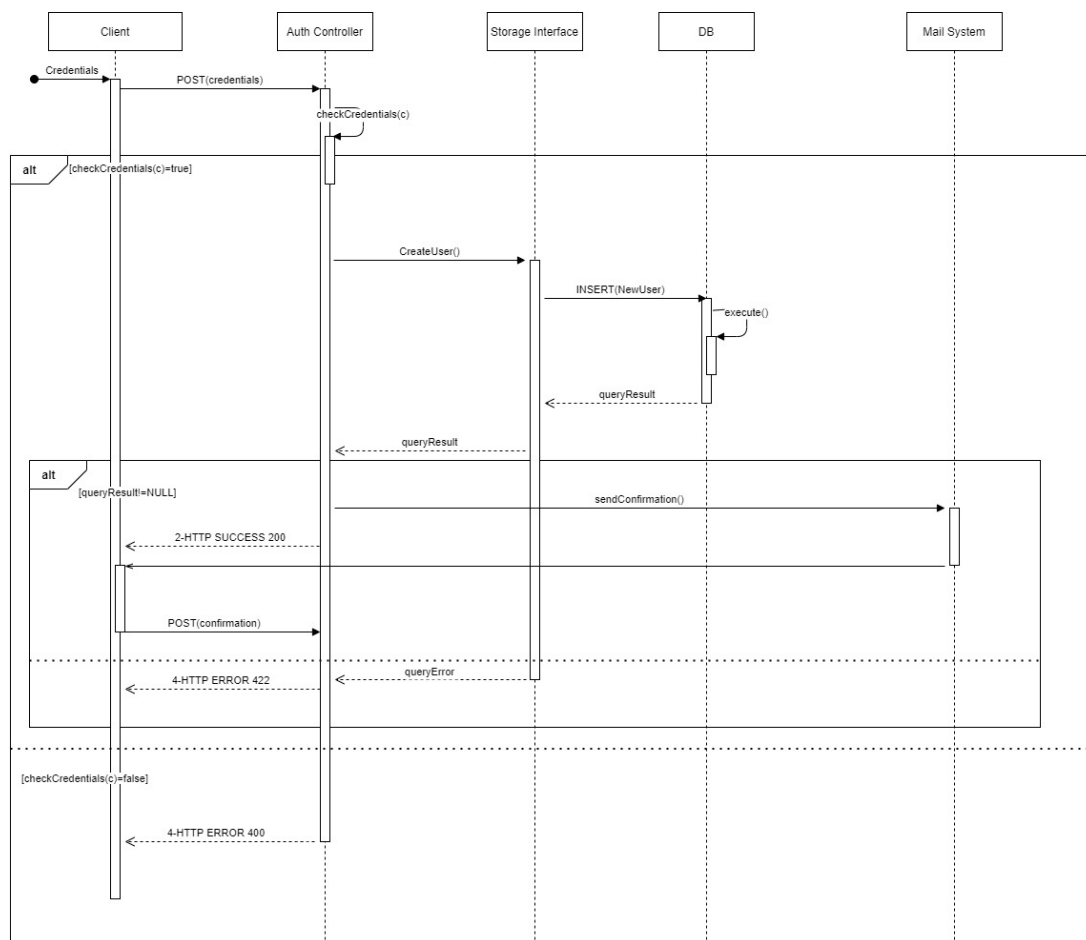 Client
Auth Controller
Storage Interface
DB
Mail System
Credentials
POST(credentials)
checkCredentials(c)
alt
[checkCredentials(c)=true]
CreateUser()
INSERT(NewUser)
execute()
queryResult
queryResult
alt
[queryResult!=NULL]
sendConfirmation()
2-HTTP SUCCESS 200
POST(confirmation)
queryError
4-HTTP ERROR 422
[checkCredentials(c)=false]
4-HTTP ERROR 400